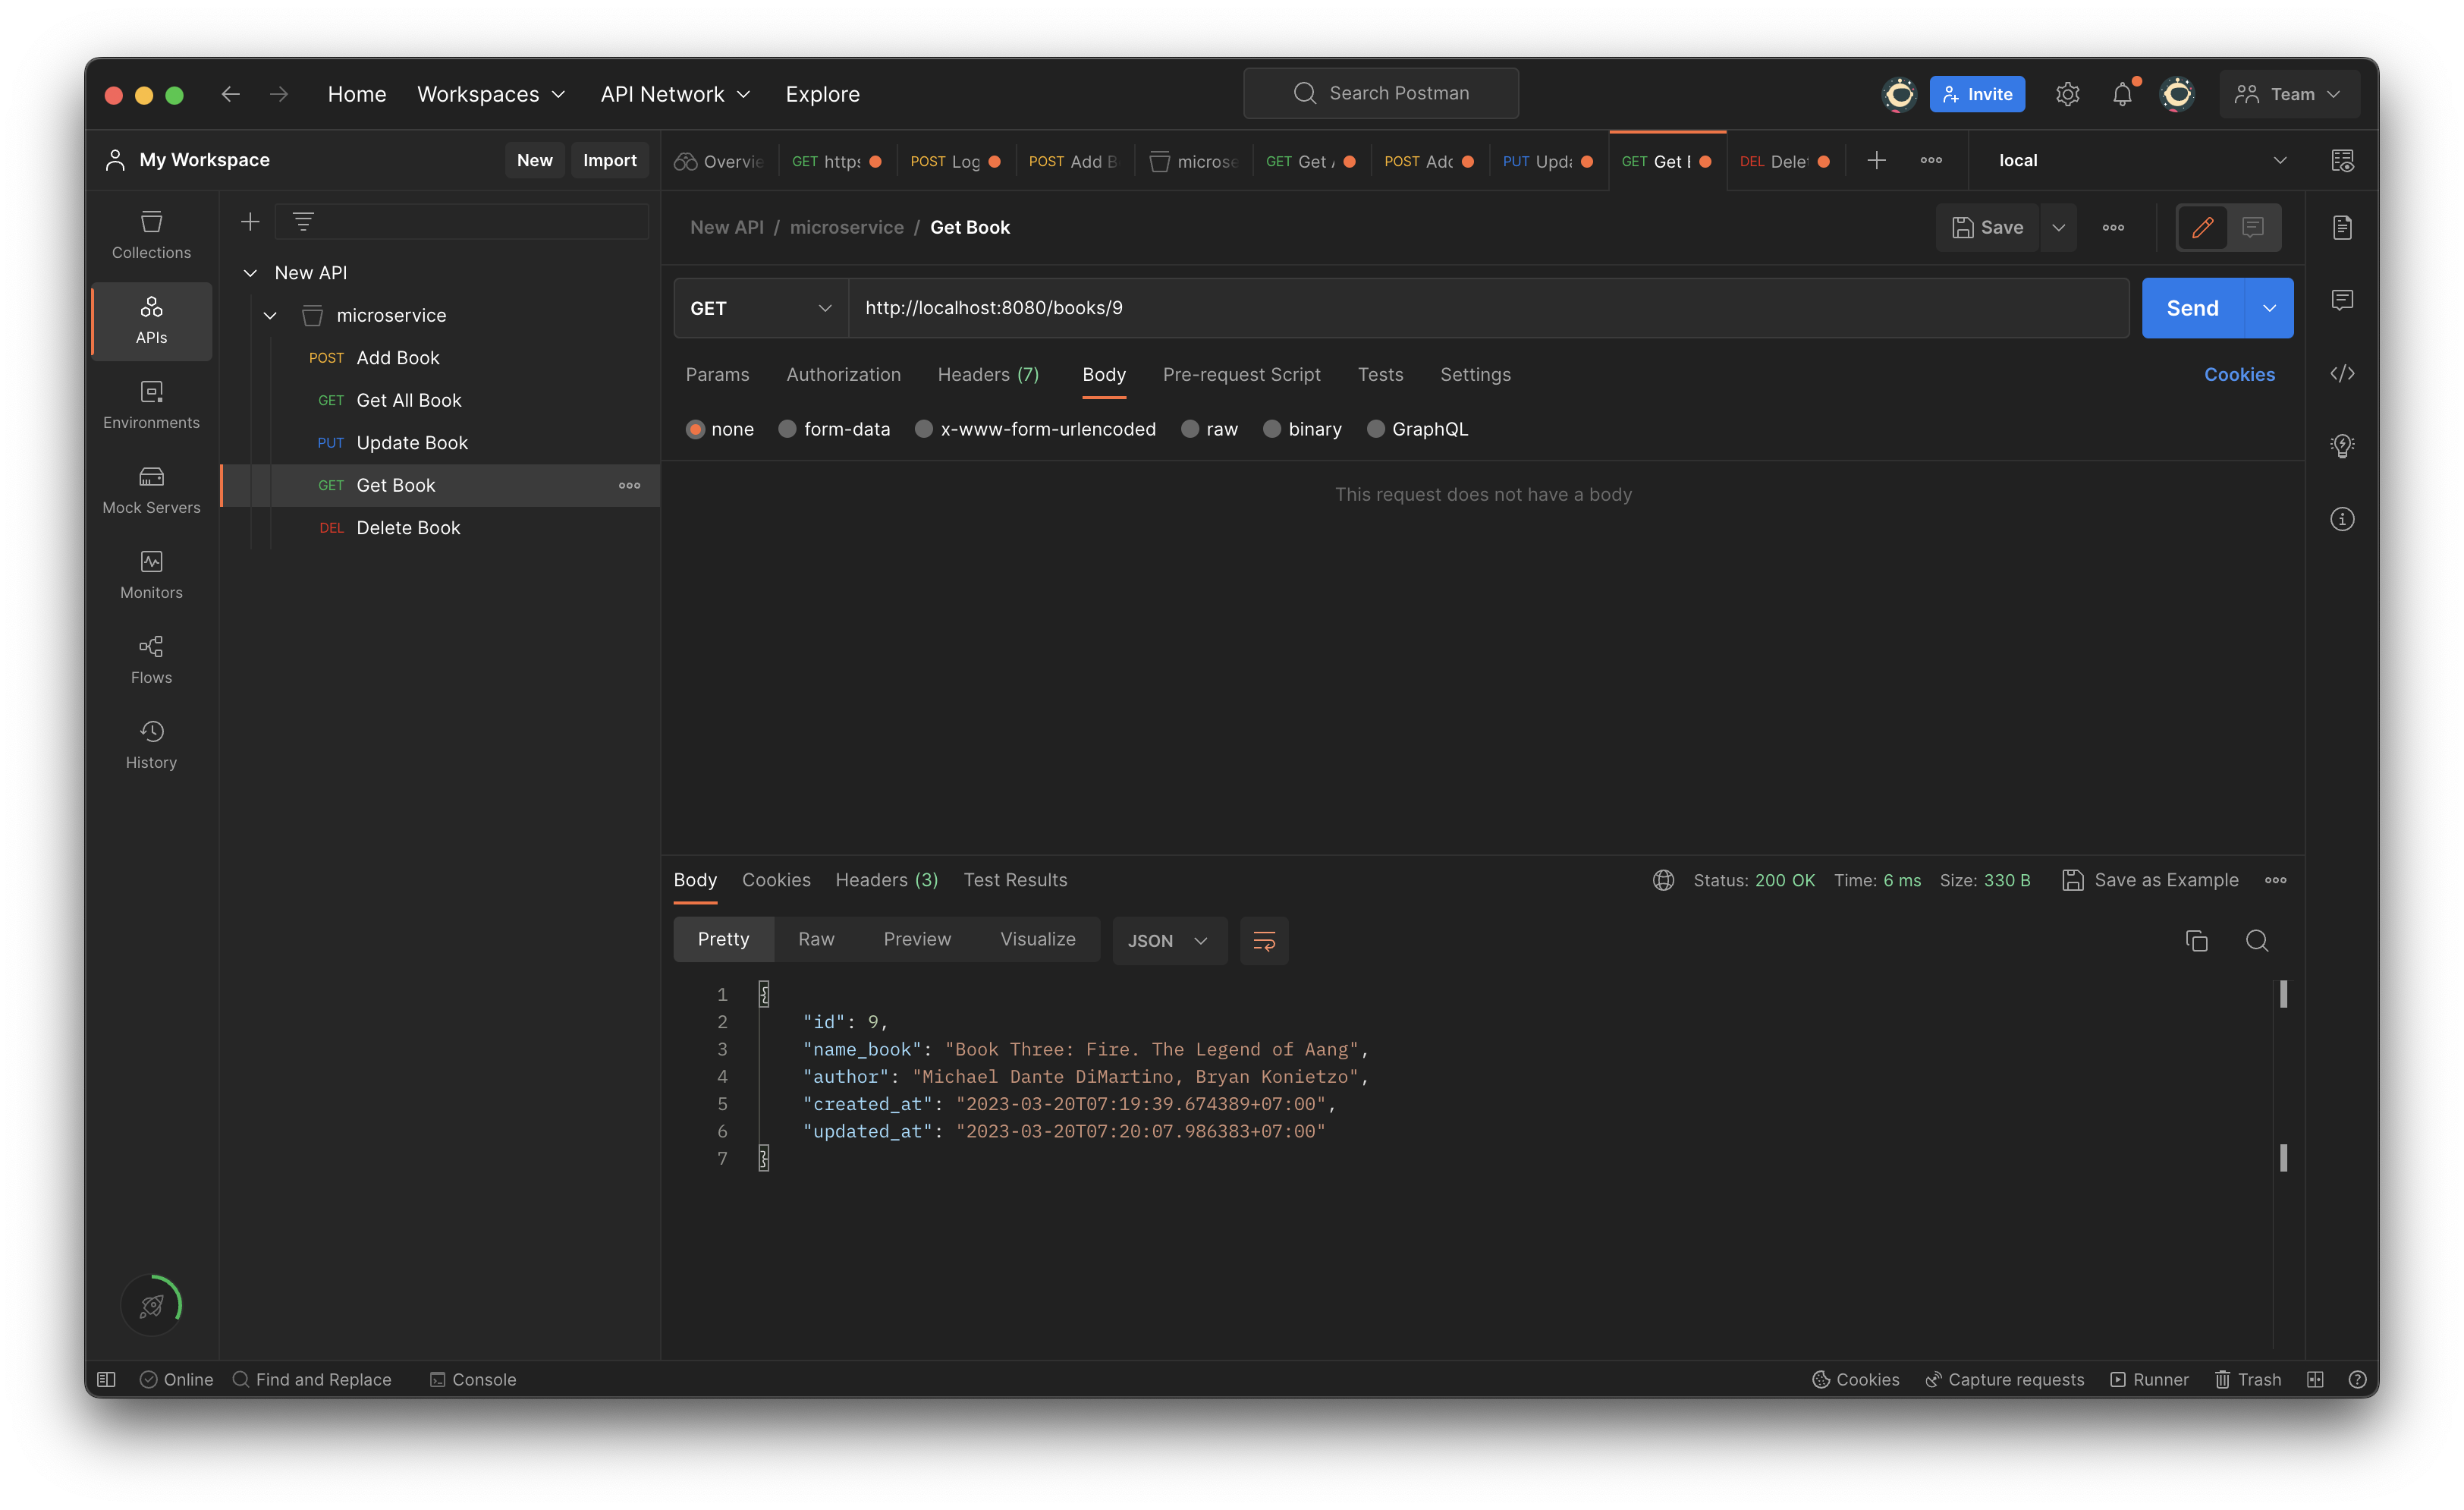 Home Workspaces API Network Explore Search Postman Invite Team
My Workspace New Import Overvie GET https POST Log POST Add B microse GET Get A POST Adc PUT Upda GET Get B DEL Delet local
Collections
APIs
Environments
Mock Servers
Monitors
Flows
History
New API
microservice
POST Add Book
GET Get All Book
PUT Update Book
GET Get Book
DEL Delete Book
New API / microservice / Get Book Save
GET http://localhost:8080/books/9 Send
Params Authorization Headers (7) Body Pre-request Script Tests Settings Cookies
none form-data x-www-form-urlencoded raw binary GraphQL
This request does not have a body
Body Cookies Headers (3) Test Results Status: 200 OK Time: 6 ms Size: 330 B Save as Example
Pretty Raw Preview Visualize JSON
1 {
2 "id": 9,
3 "name_book": "Book Three: Fire. The Legend of Aang",
4 "author": "Michael Dante DiMartino, Bryan Konietzo",
5 "created_at": "2023-03-20T07:19:39.674389+07:00",
6 "updated_at": "2023-03-20T07:20:07.986383+07:00"
7 }
Online Find and Replace Console Cookies Capture requests Runner Trash